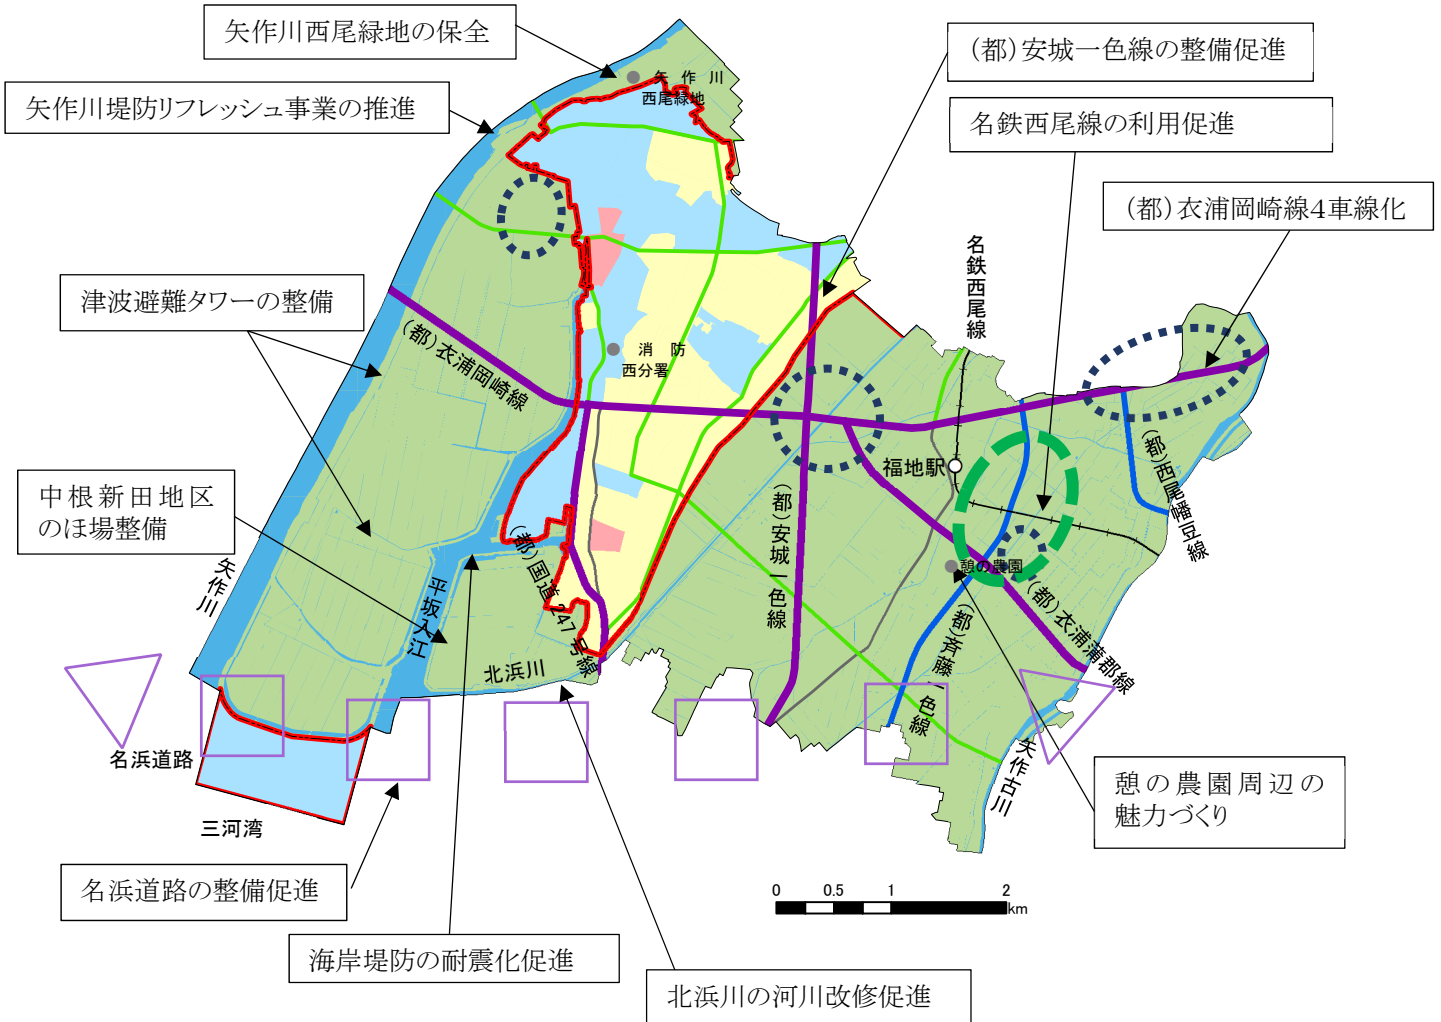 矢作川西尾緑地の保全
(都)安城一色線の整備促進
矢作川堤防リフレッシュ事業の推進
名鉄西尾線の利用促進
矢作川
西尾緑地
(都)衣浦岡崎線4車線化
名鉄西尾線
津波避難タワーの整備
(都)衣浦岡崎線
消防
西分署
福地駅
(都)西尾幡豆線
中根新田地区
のほ場整備
(都)安城一色線
(都)国道247号線
憩の農園
矢作川
平坂入江
(都)衣浦蒲郡線
(都)斉藤一色線
北浜川
名浜道路
矢作古川
三河湾
憩の農園周辺の
魅力づくり
名浜道路の整備促進
0 0.5 1 2
km
海岸堤防の耐震化促進
北浜川の河川改修促進